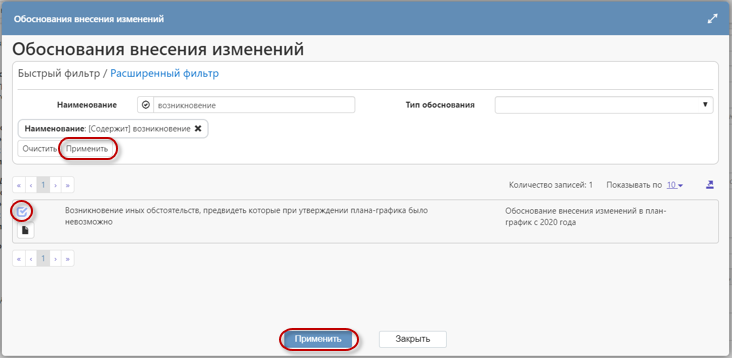 Обоснования внесения изменений
Обоснования внесения изменений
Быстрый фильтр / Расширенный фильтр
Наименование возникновение Тип обоснования
Наименование: [Содержит] возникновение ✖
Очистить Применить
« ‹ 1 › » Количество записей: 1 Показывать по 10
Возникновение иных обстоятельств, предвидеть которые при утверждении плана-графика было
невозможно
Обоснование внесения изменений в план-
график с 2020 года
« ‹ 1 › »
Применить Закрыть